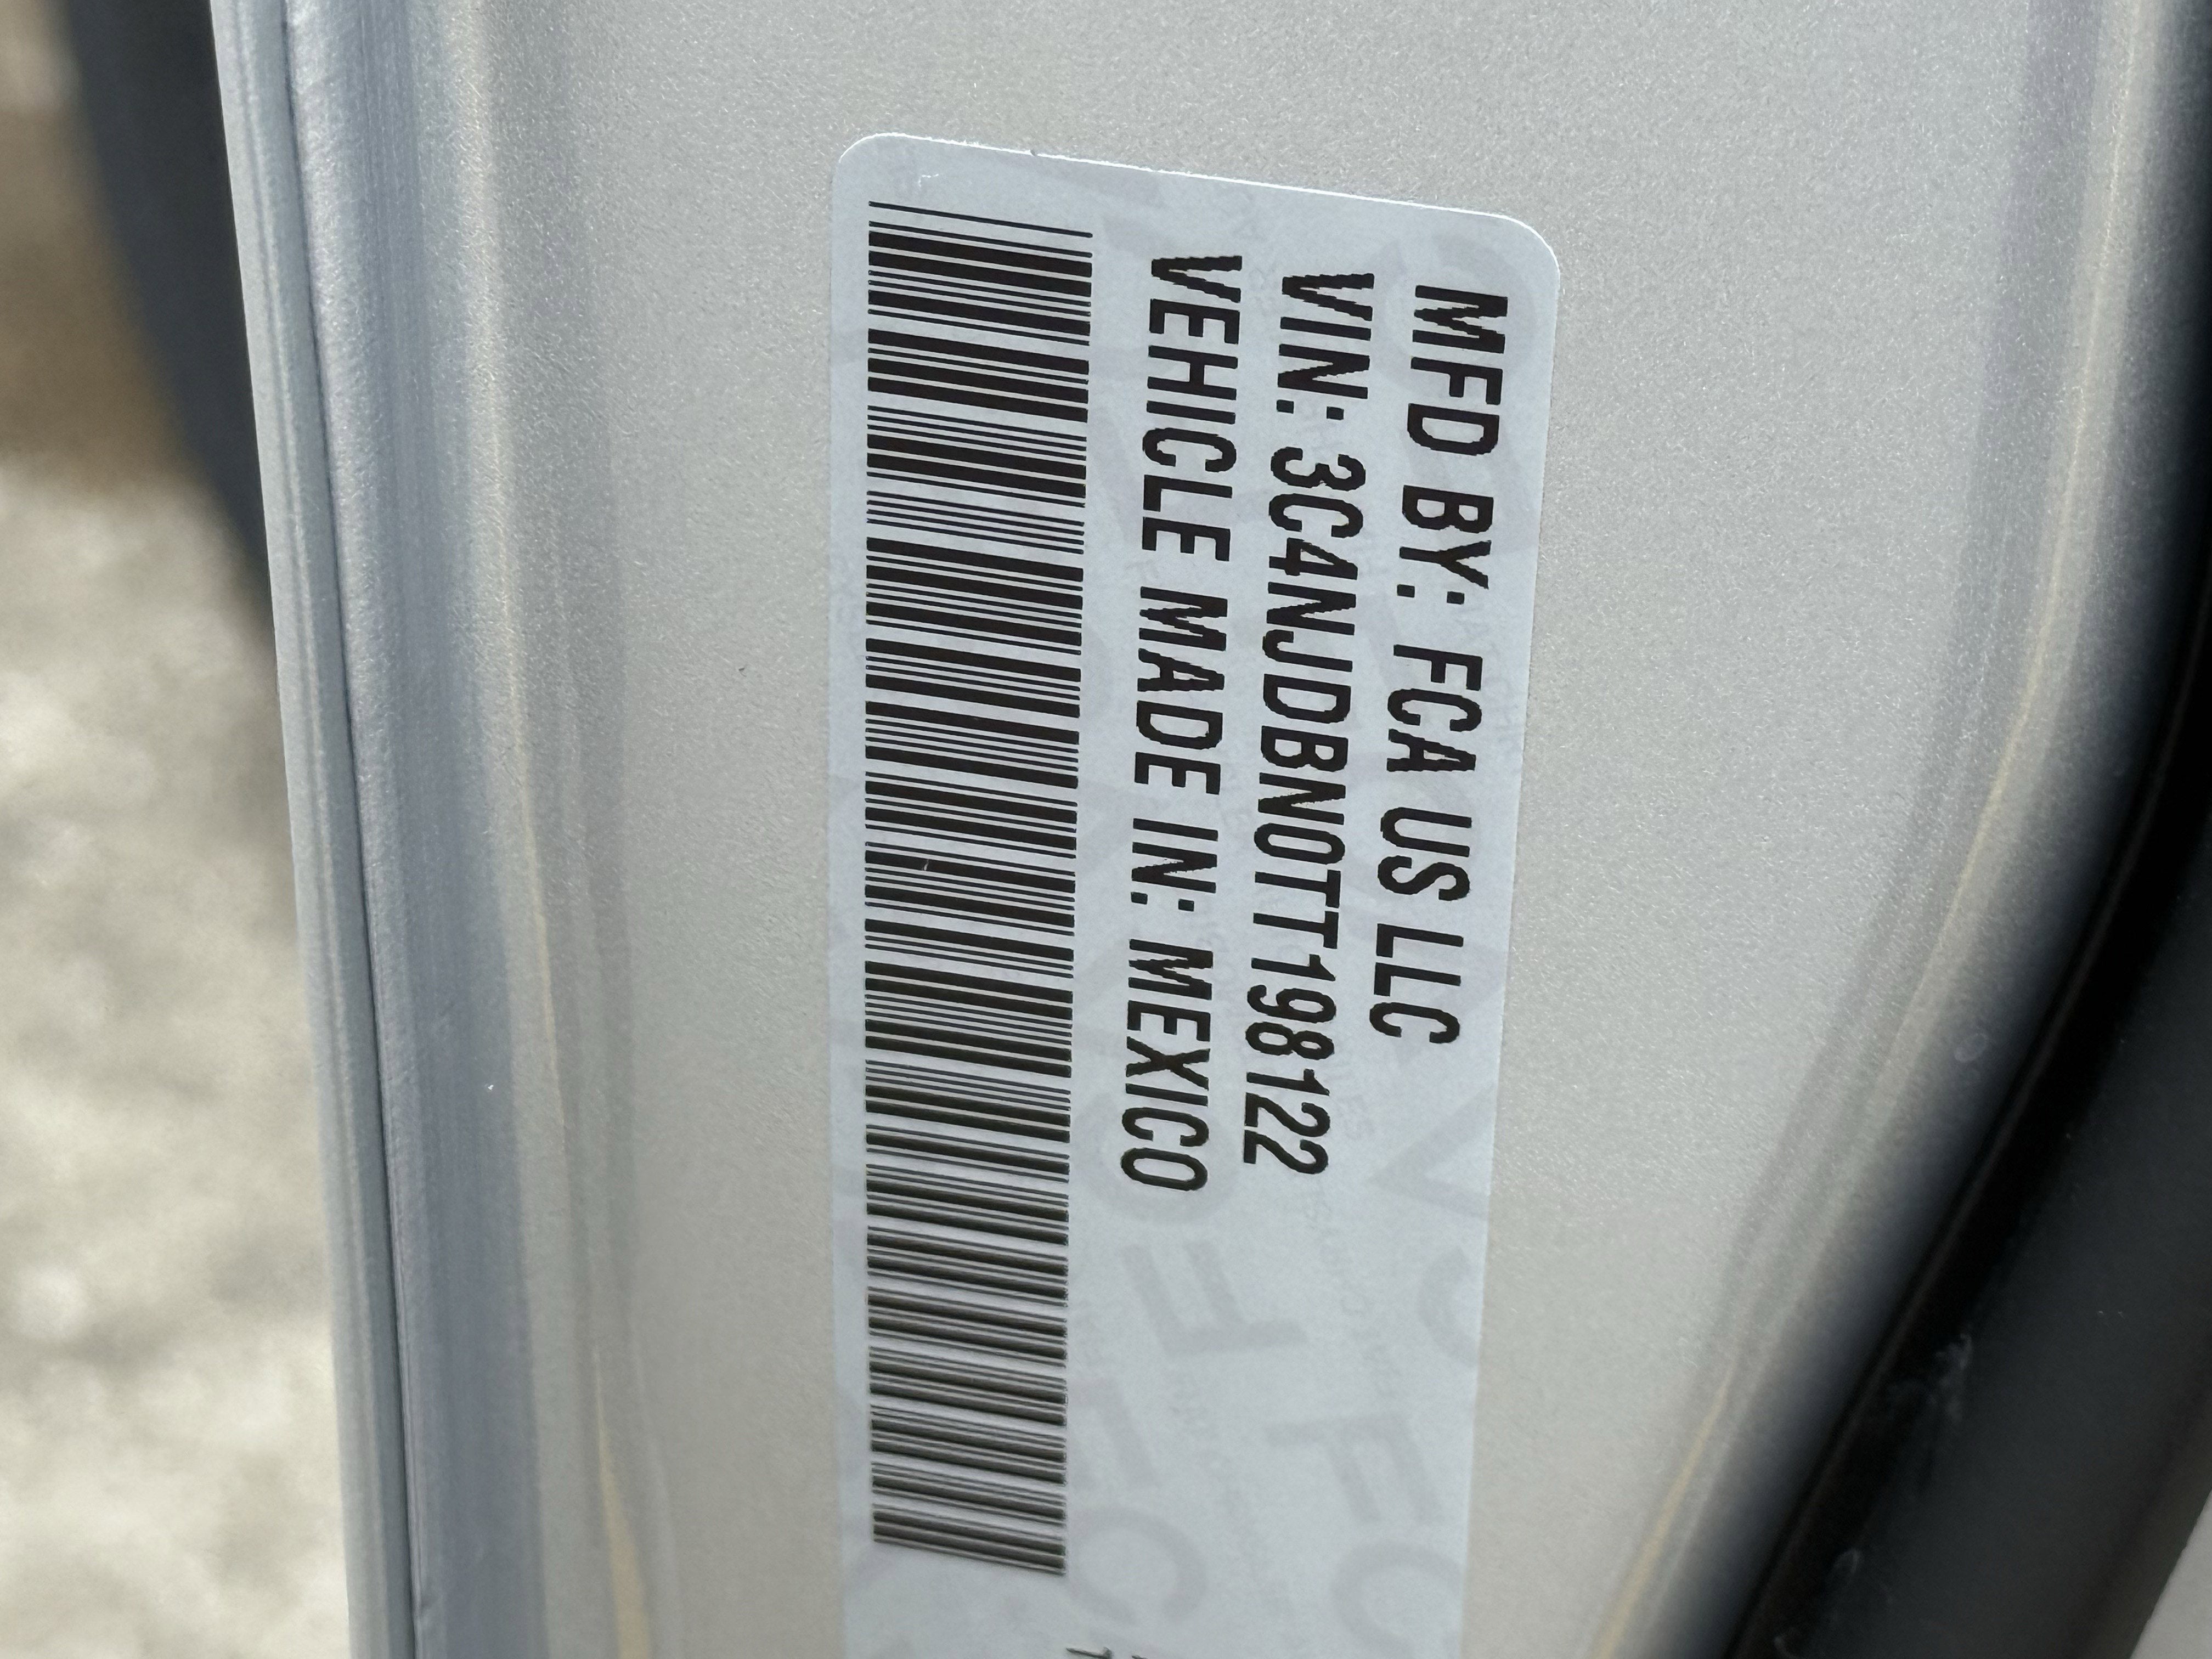 MFD BY: FCA US LLC
VIN: 3C4NJDBN0TT198122
VEHICLE MADE IN: MEXICO